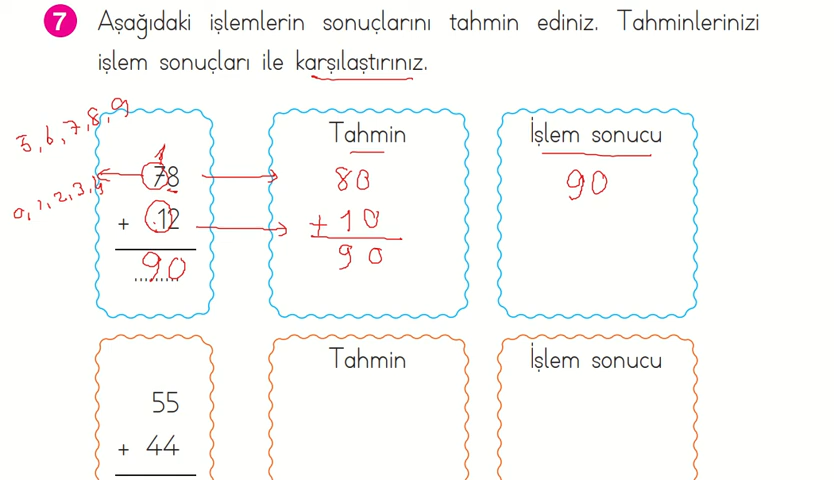 7 Aşağıdaki işlemlerin sonuçlarını tahmin ediniz. Tahminlerinizi
işlem sonuçları ile karşılaştırınız.
5, 6, 7, 8, 9
0, 1, 2, 3, 4
1
78
+ 12
90
Tahmin
80
+ 10
90
İşlem sonucu
90
55
+ 44
Tahmin
İşlem sonucu